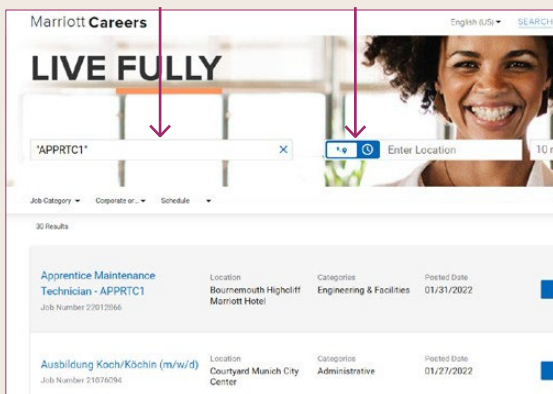 Marriott Careers
English (US)
SEARCH
LIVE FULLY
"APPRTC1"
Enter Location
Job Category
Corporate or...
Schedule
30 Results
Apprentice Maintenance
Technician - APPRTC1
Job Number 22012866
Location
Bournemouth Highcliff
Marriott Hotel
Categories
Engineering & Facilities
Posted Date
01/31/2022
Ausbildung Koch/Köchin (m/w/d)
Job Number 21076094
Location
Courtyard Munich City
Center
Categories
Administrative
Posted Date
01/27/2022